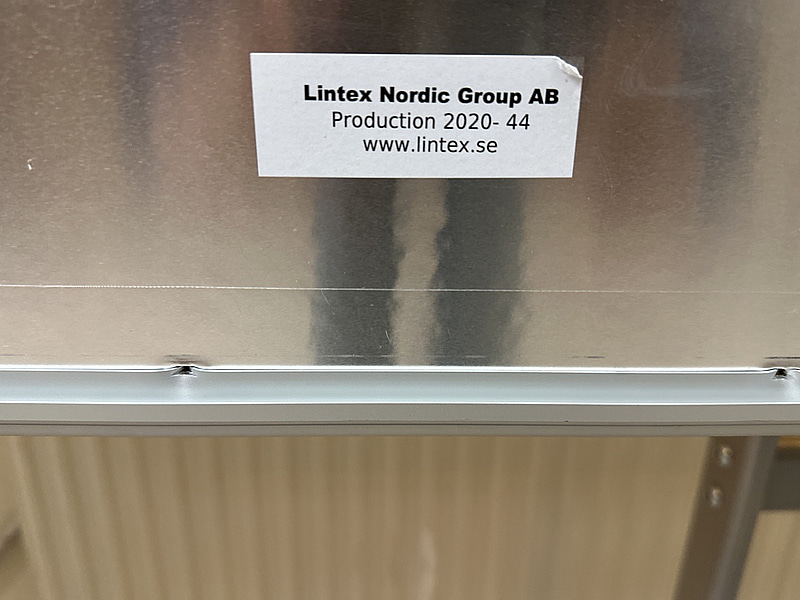 Lintex Nordic Group AB
Production 2020- 44
www.lintex.se